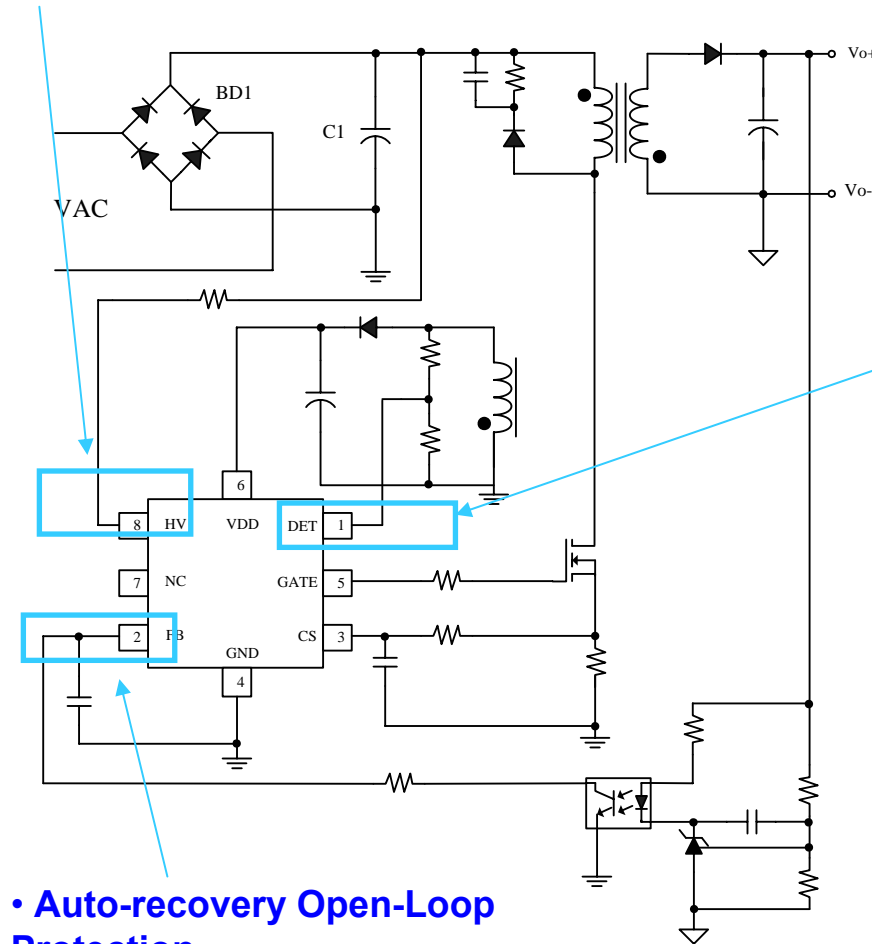 BD1
C1
Vo+
VAC
Vo-
6
8 HV VDD DET 1
7 NC GATE 5
2 FB CS 3
GND
4
• Auto-recovery Open-Loop
Protection